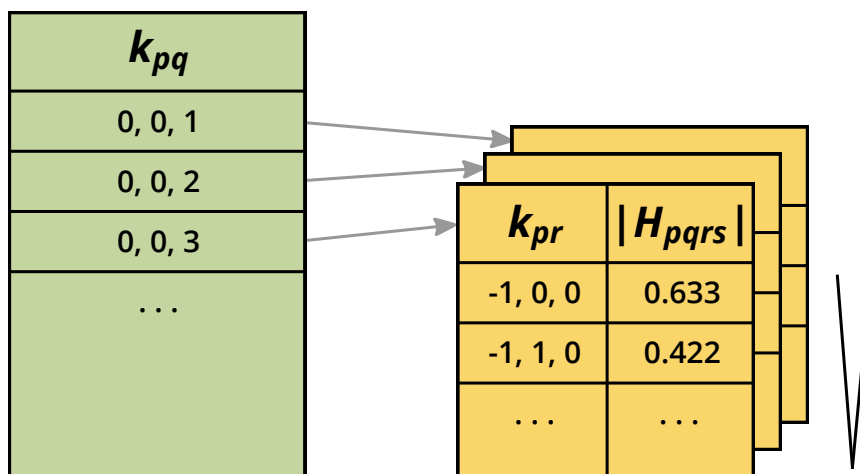 k_pq
0, 0, 1
0, 0, 2
0, 0, 3
. . .
k_pr |H_pqrs|
-1, 0, 0 0.633
-1, 1, 0 0.422
. . . . . .